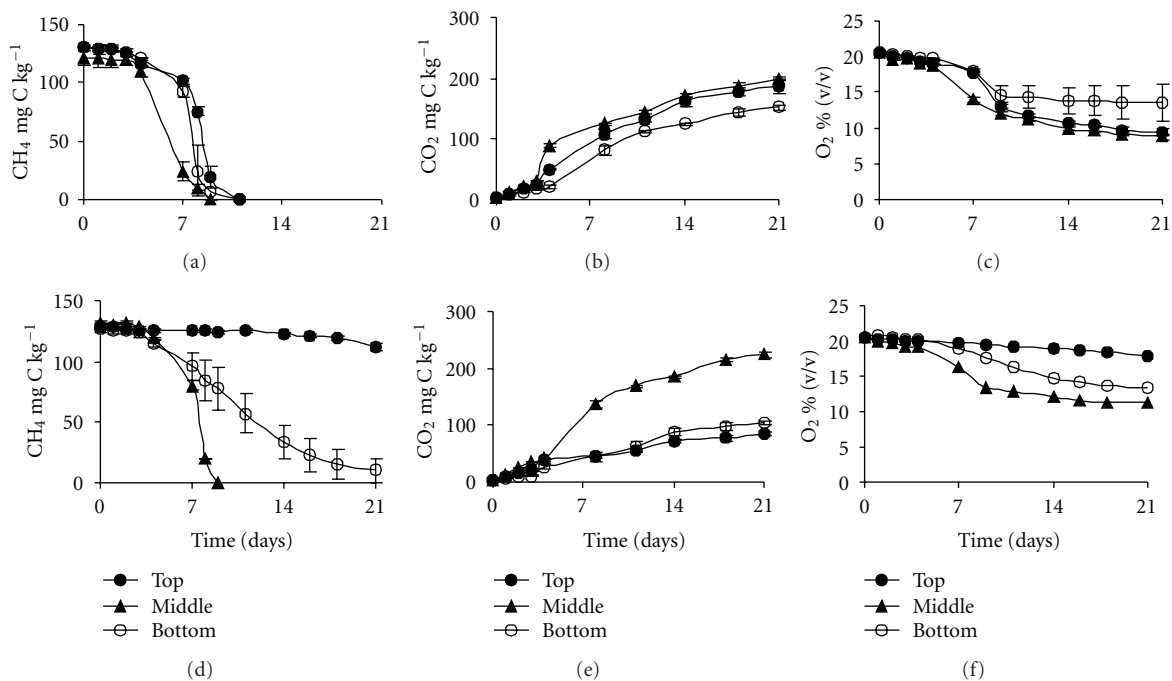 CH₄ mg C kg⁻¹
150
100
50
0
0 7 14 21
(a)
CO₂ mg C kg⁻¹
300
200
100
0
0 7 14 21
(b)
O₂ % (v/v)
25
20
15
10
5
0
0 7 14 21
(c)
CH₄ mg C kg⁻¹
150
100
50
0
0 7 14 21
Time (days)
Top
Middle
Bottom
(d)
CO₂ mg C kg⁻¹
300
200
100
0
0 7 14 21
Time (days)
Top
Middle
Bottom
(e)
O₂ % (v/v)
25
20
15
10
5
0
0 7 14 21
Time (days)
Top
Middle
Bottom
(f)